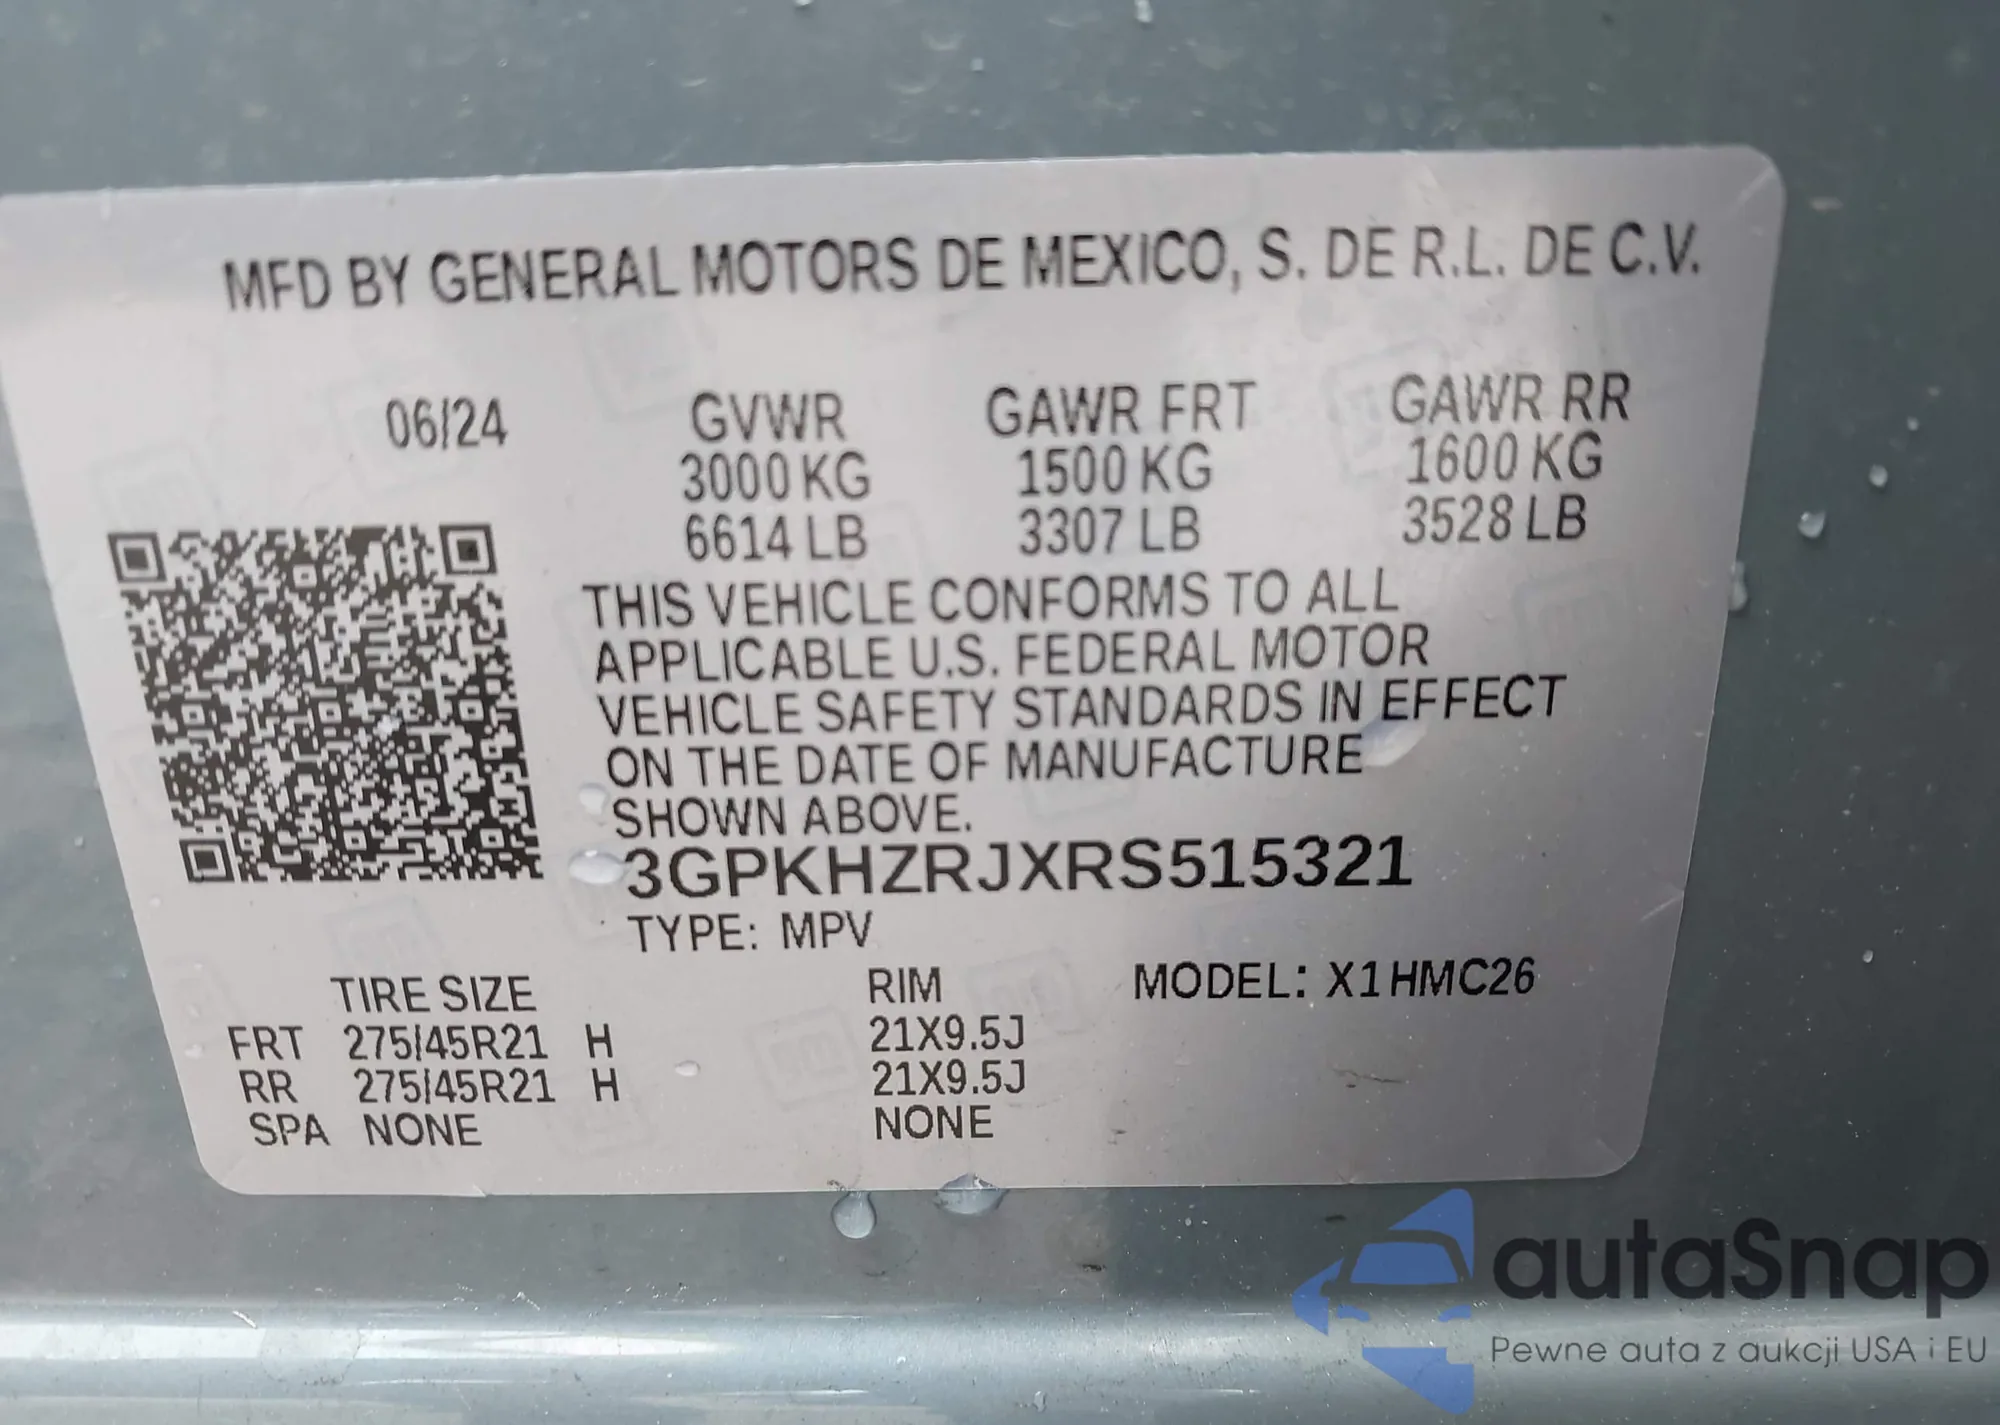 MFD BY GENERAL MOTORS DE MEXICO, S. DE R.L. DE C.V.
06/24 GVWR GAWR FRT GAWR RR
3000 KG 1500 KG 1600 KG
6614 LB 3307 LB 3528 LB
THIS VEHICLE CONFORMS TO ALL
APPLICABLE U.S. FEDERAL MOTOR
VEHICLE SAFETY STANDARDS IN EFFECT
ON THE DATE OF MANUFACTURE
SHOWN ABOVE.
3GPKHZRJXRS515321
TYPE: MPV
TIRE SIZE RIM MODEL: X1HMC26
FRT 275/45R21 H 21X9.5J
RR 275/45R21 H 21X9.5J
SPA NONE NONE
autaSnap
Pewne auta z aukcji USA i EU